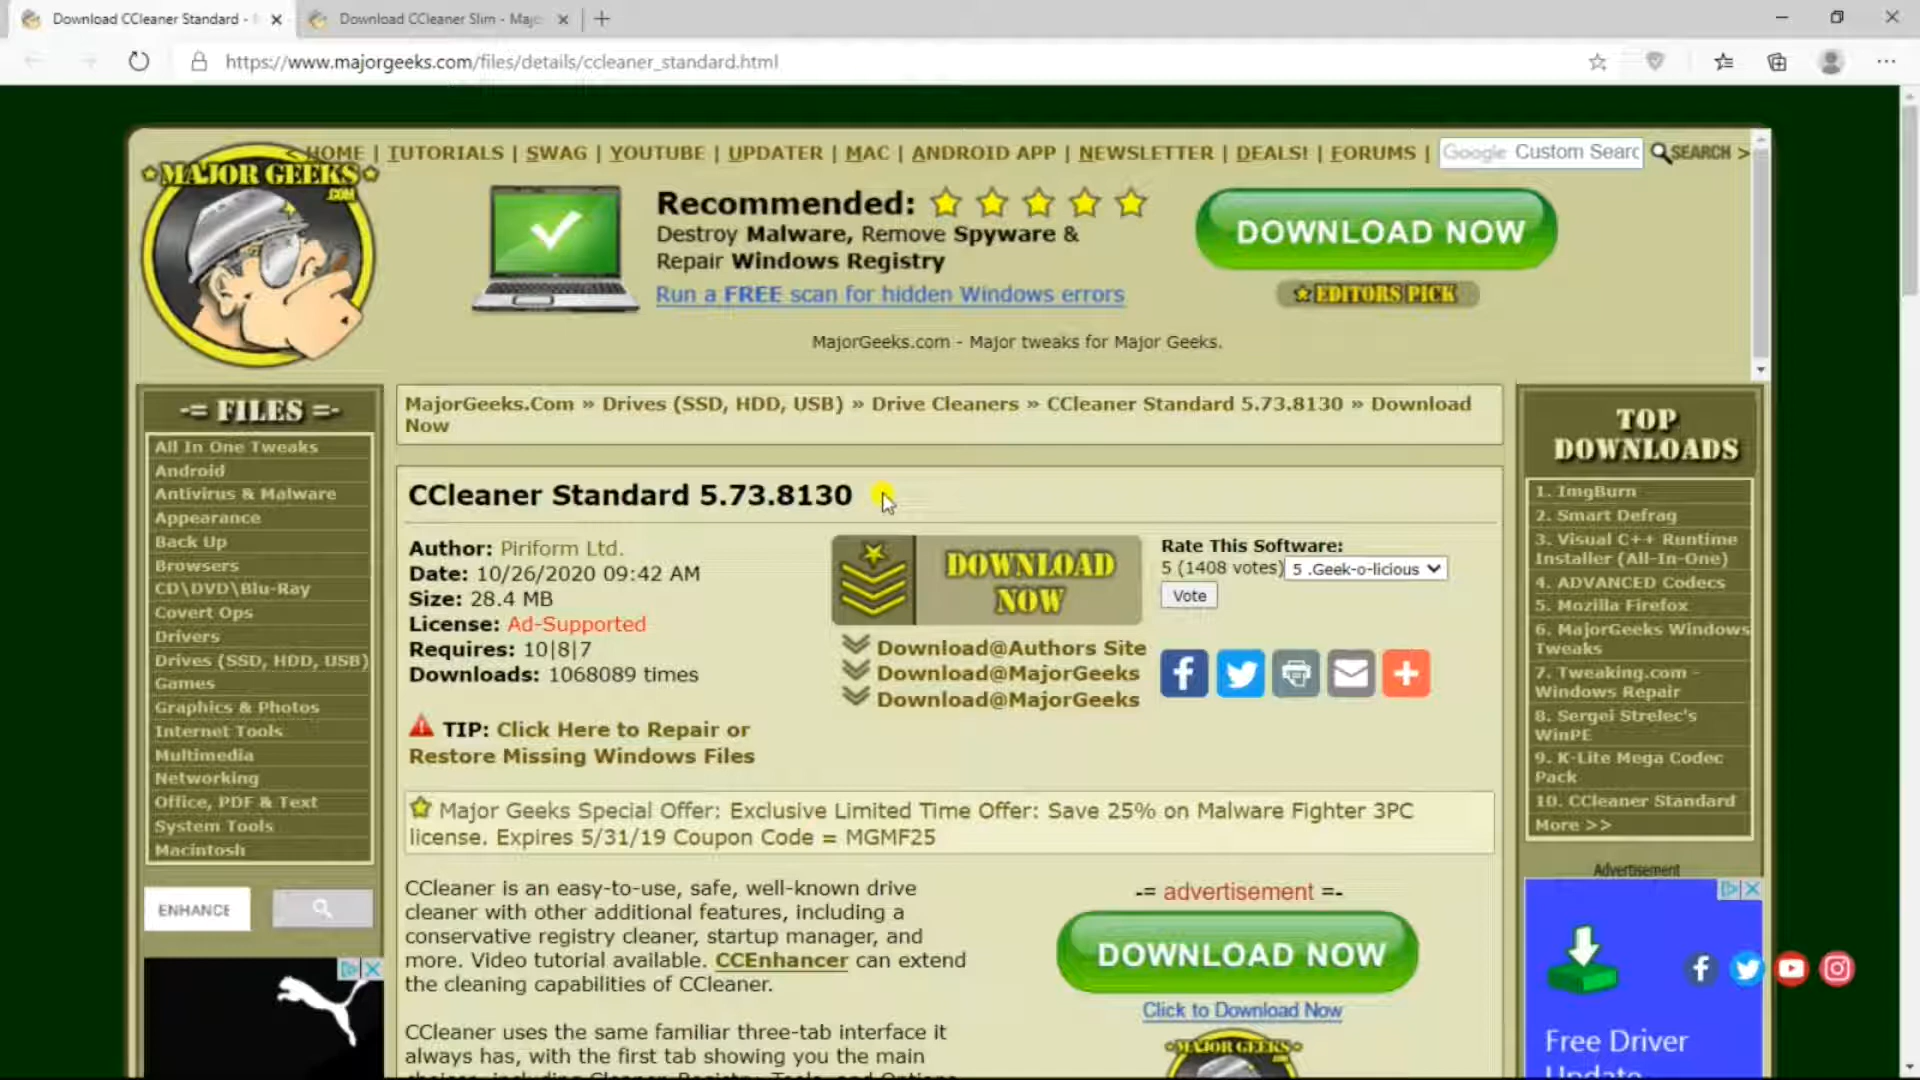 Download CCleaner Standard -
Download CCleaner Slim - Maj
https://www.majorgeeks.com/files/details/ccleaner_standard.html
< HOME | TUTORIALS | SWAG | YOUTUBE | UPDATER | MAC | ANDROID APP | NEWSLETTER | DEALS! | FORUMS |
Google Custom Searc
SEARCH >
MAJOR GEEKS
.COM
Recommended:
Destroy Malware, Remove Spyware &
Repair Windows Registry
Run a FREE scan for hidden Windows errors
DOWNLOAD NOW
EDITORS PICK
MajorGeeks.com - Major tweaks for Major Geeks.
-= FILES =-
All In One Tweaks
Android
Antivirus & Malware
Appearance
Back Up
Browsers
CD\DVD\Blu-Ray
Covert Ops
Drivers
Drives (SSD, HDD, USB)
Games
Graphics & Photos
Internet Tools
Multimedia
Networking
Office, PDF & Text
System Tools
Macintosh
ENHANCE
MajorGeeks.Com » Drives (SSD, HDD, USB) » Drive Cleaners » CCleaner Standard 5.73.8130 » Download
Now
CCleaner Standard 5.73.8130
Author: Piriform Ltd.
Date: 10/26/2020 09:42 AM
Size: 28.4 MB
License: Ad-Supported
Requires: 10|8|7
Downloads: 1068089 times
TIP: Click Here to Repair or
Restore Missing Windows Files
DOWNLOAD
NOW
Download@Authors Site
Download@MajorGeeks
Download@MajorGeeks
Rate This Software:
5 (1408 votes) 5 .Geek-o-licious
Vote
Major Geeks Special Offer: Exclusive Limited Time Offer: Save 25% on Malware Fighter 3PC
license. Expires 5/31/19 Coupon Code = MGMF25
CCleaner is an easy-to-use, safe, well-known drive
cleaner with other additional features, including a
conservative registry cleaner, startup manager, and
more. Video tutorial available. CCEnhancer can extend
the cleaning capabilities of CCleaner.
CCleaner uses the same familiar three-tab interface it
always has, with the first tab showing you the main
choices, including Cleaner, Registry, Tools, and Options.
-= advertisement =-
DOWNLOAD NOW
Click to Download Now
MAJOR GEEKS
TOP
DOWNLOADS
1. ImgBurn
2. Smart Defrag
3. Visual C++ Runtime
Installer (All-In-One)
4. ADVANCED Codecs
5. Mozilla Firefox
6. MajorGeeks Windows
Tweaks
7. Tweaking.com -
Windows Repair
8. Sergei Strelec's
WinPE
9. K-Lite Mega Codec
Pack
10. CCleaner Standard
More >>
Advertisement
Free Driver
Update